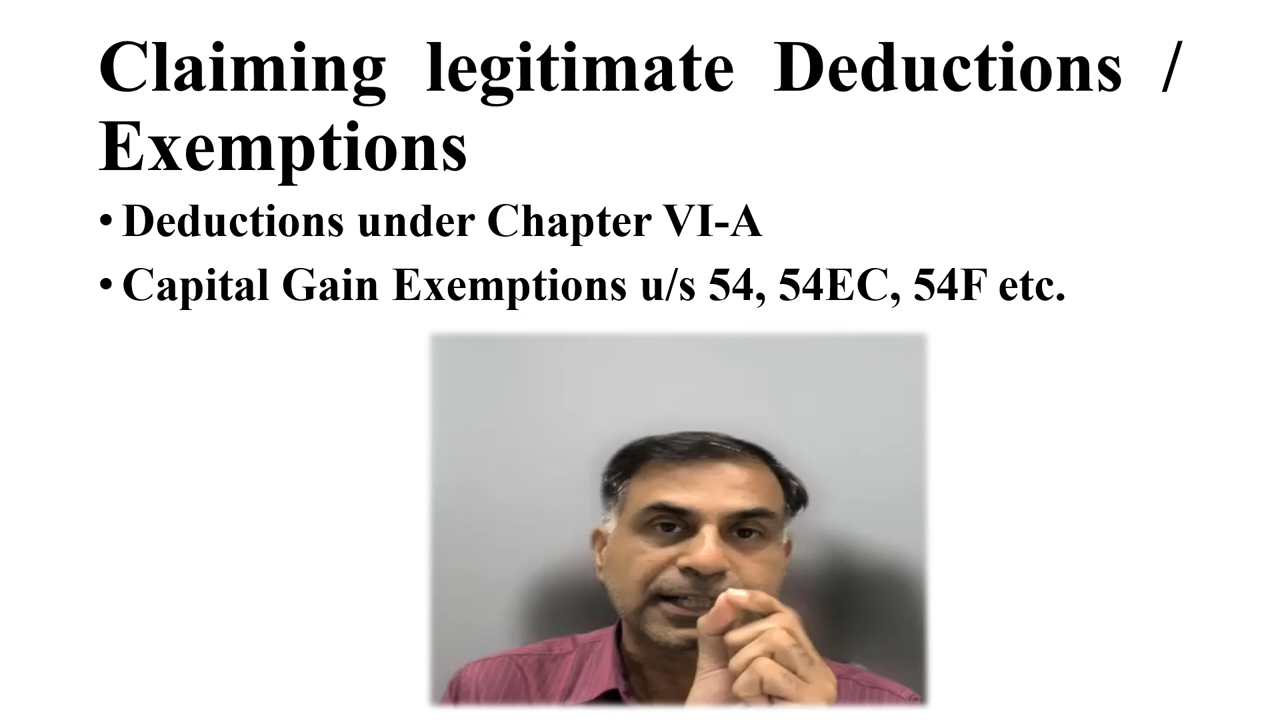 Claiming legitimate Deductions /
Exemptions
• Deductions under Chapter VI-A
• Capital Gain Exemptions u/s 54, 54EC, 54F etc.